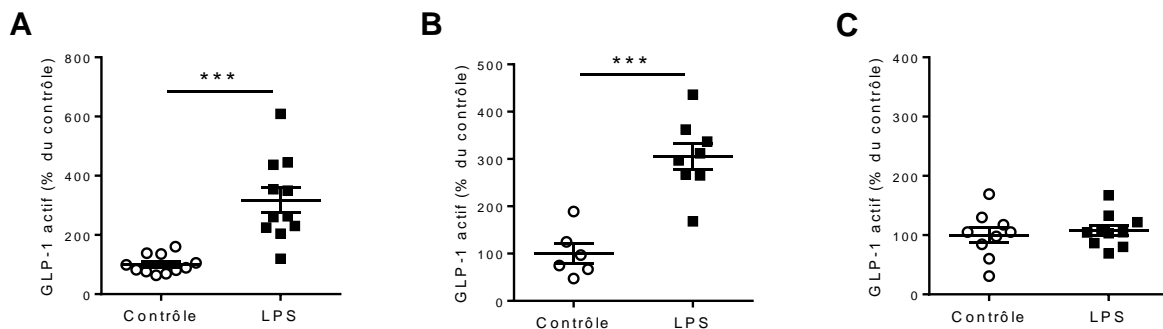 A
GLP-1 actif (% du contrôle)
800
600
400
200
0
***
Contrôle LPS
B
GLP-1 actif (% du contrôle)
500
400
300
200
100
0
***
Contrôle LPS
C
GLP-1 actif (% du contrôle)
400
300
200
100
0
Contrôle LPS